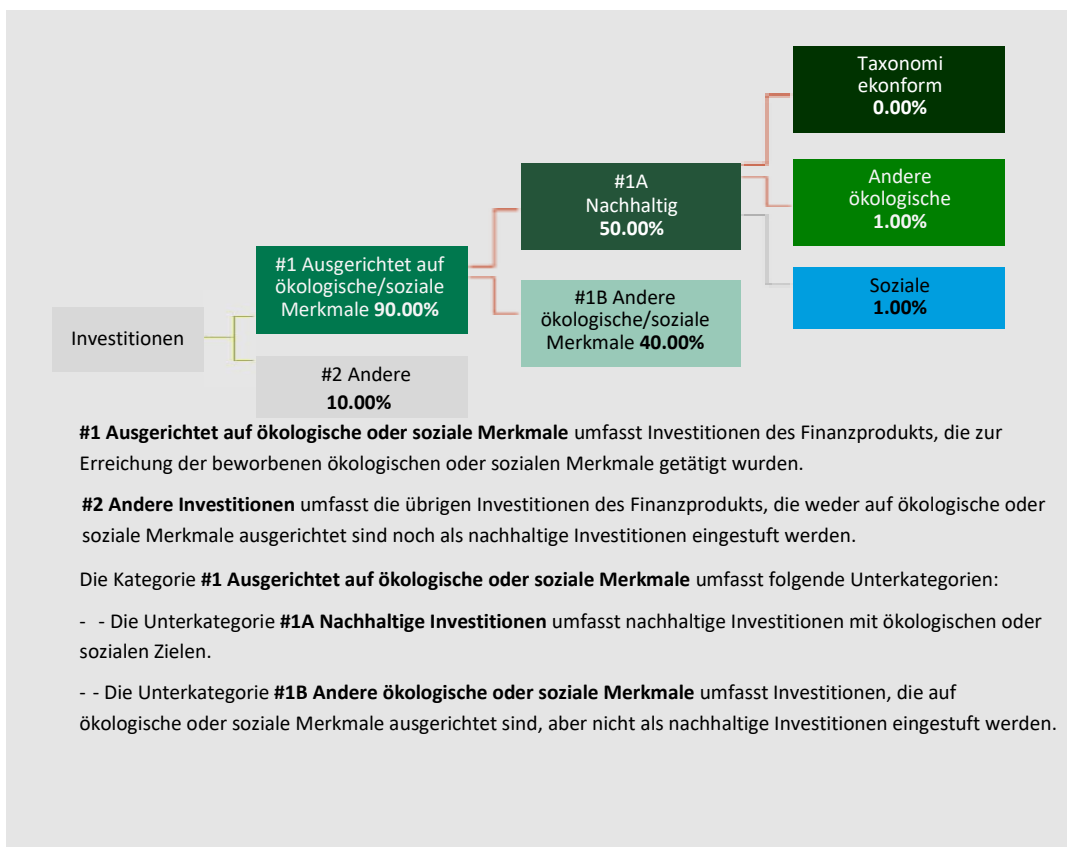 Taxonomi
ekonform
0.00%
#1A
Nachhaltig
50.00%
Andere
ökologische
1.00%
#1 Ausgerichtet auf
ökologische/soziale
Merkmale 90.00%
#1B Andere
ökologische/soziale
Merkmale 40.00%
Soziale
1.00%
Investitionen
#2 Andere
10.00%
#1 Ausgerichtet auf ökologische oder soziale Merkmale umfasst Investitionen des Finanzprodukts, die zur
Erreichung der beworbenen ökologischen oder sozialen Merkmale getätigt wurden.
#2 Andere Investitionen umfasst die übrigen Investitionen des Finanzprodukts, die weder auf ökologische oder
soziale Merkmale ausgerichtet sind noch als nachhaltige Investitionen eingestuft werden.
Die Kategorie #1 Ausgerichtet auf ökologische oder soziale Merkmale umfasst folgende Unterkategorien:
- - Die Unterkategorie #1A Nachhaltige Investitionen umfasst nachhaltige Investitionen mit ökologischen oder
sozialen Zielen.
- - Die Unterkategorie #1B Andere ökologische oder soziale Merkmale umfasst Investitionen, die auf
ökologische oder soziale Merkmale ausgerichtet sind, aber nicht als nachhaltige Investitionen eingestuft werden.